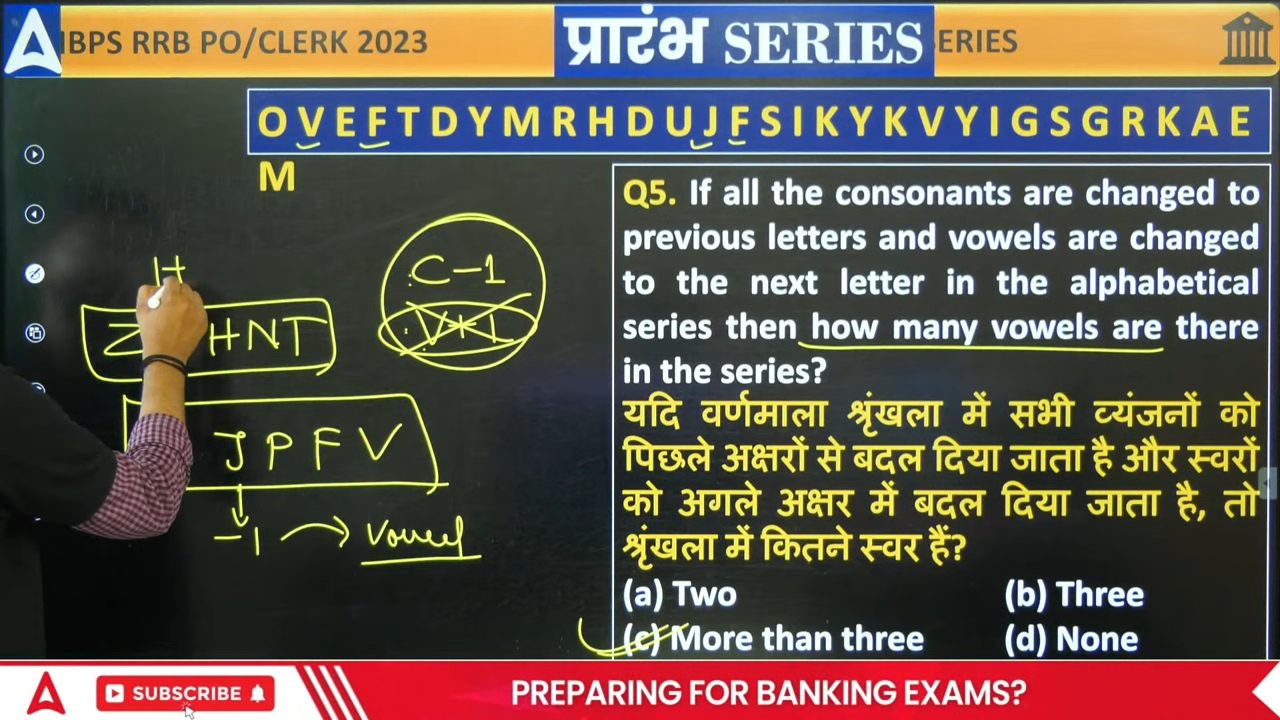 IBPS RRB PO/CLERK 2023
प्रारंभ SERIES
ERIES
O V E F T D Y M R H D U J F S I K Y K V Y I G S G R K A E
M
Q5. If all the consonants are changed to
previous letters and vowels are changed
to the next letter in the alphabetical
series then how many vowels are there
in the series?
यदि वर्णमाला श्रृंखला में सभी व्यंजनों को
पिछले अक्षरों से बदल दिया जाता है और स्वरों
को अगले अक्षर में बदल दिया जाता है, तो
श्रृंखला में कितने स्वर हैं?
(a) Two (b) Three
(c) More than three (d) None
C-1
H
Z HNT
J P F V
-1 → Vowel
SUBSCRIBE
PREPARING FOR BANKING EXAMS?